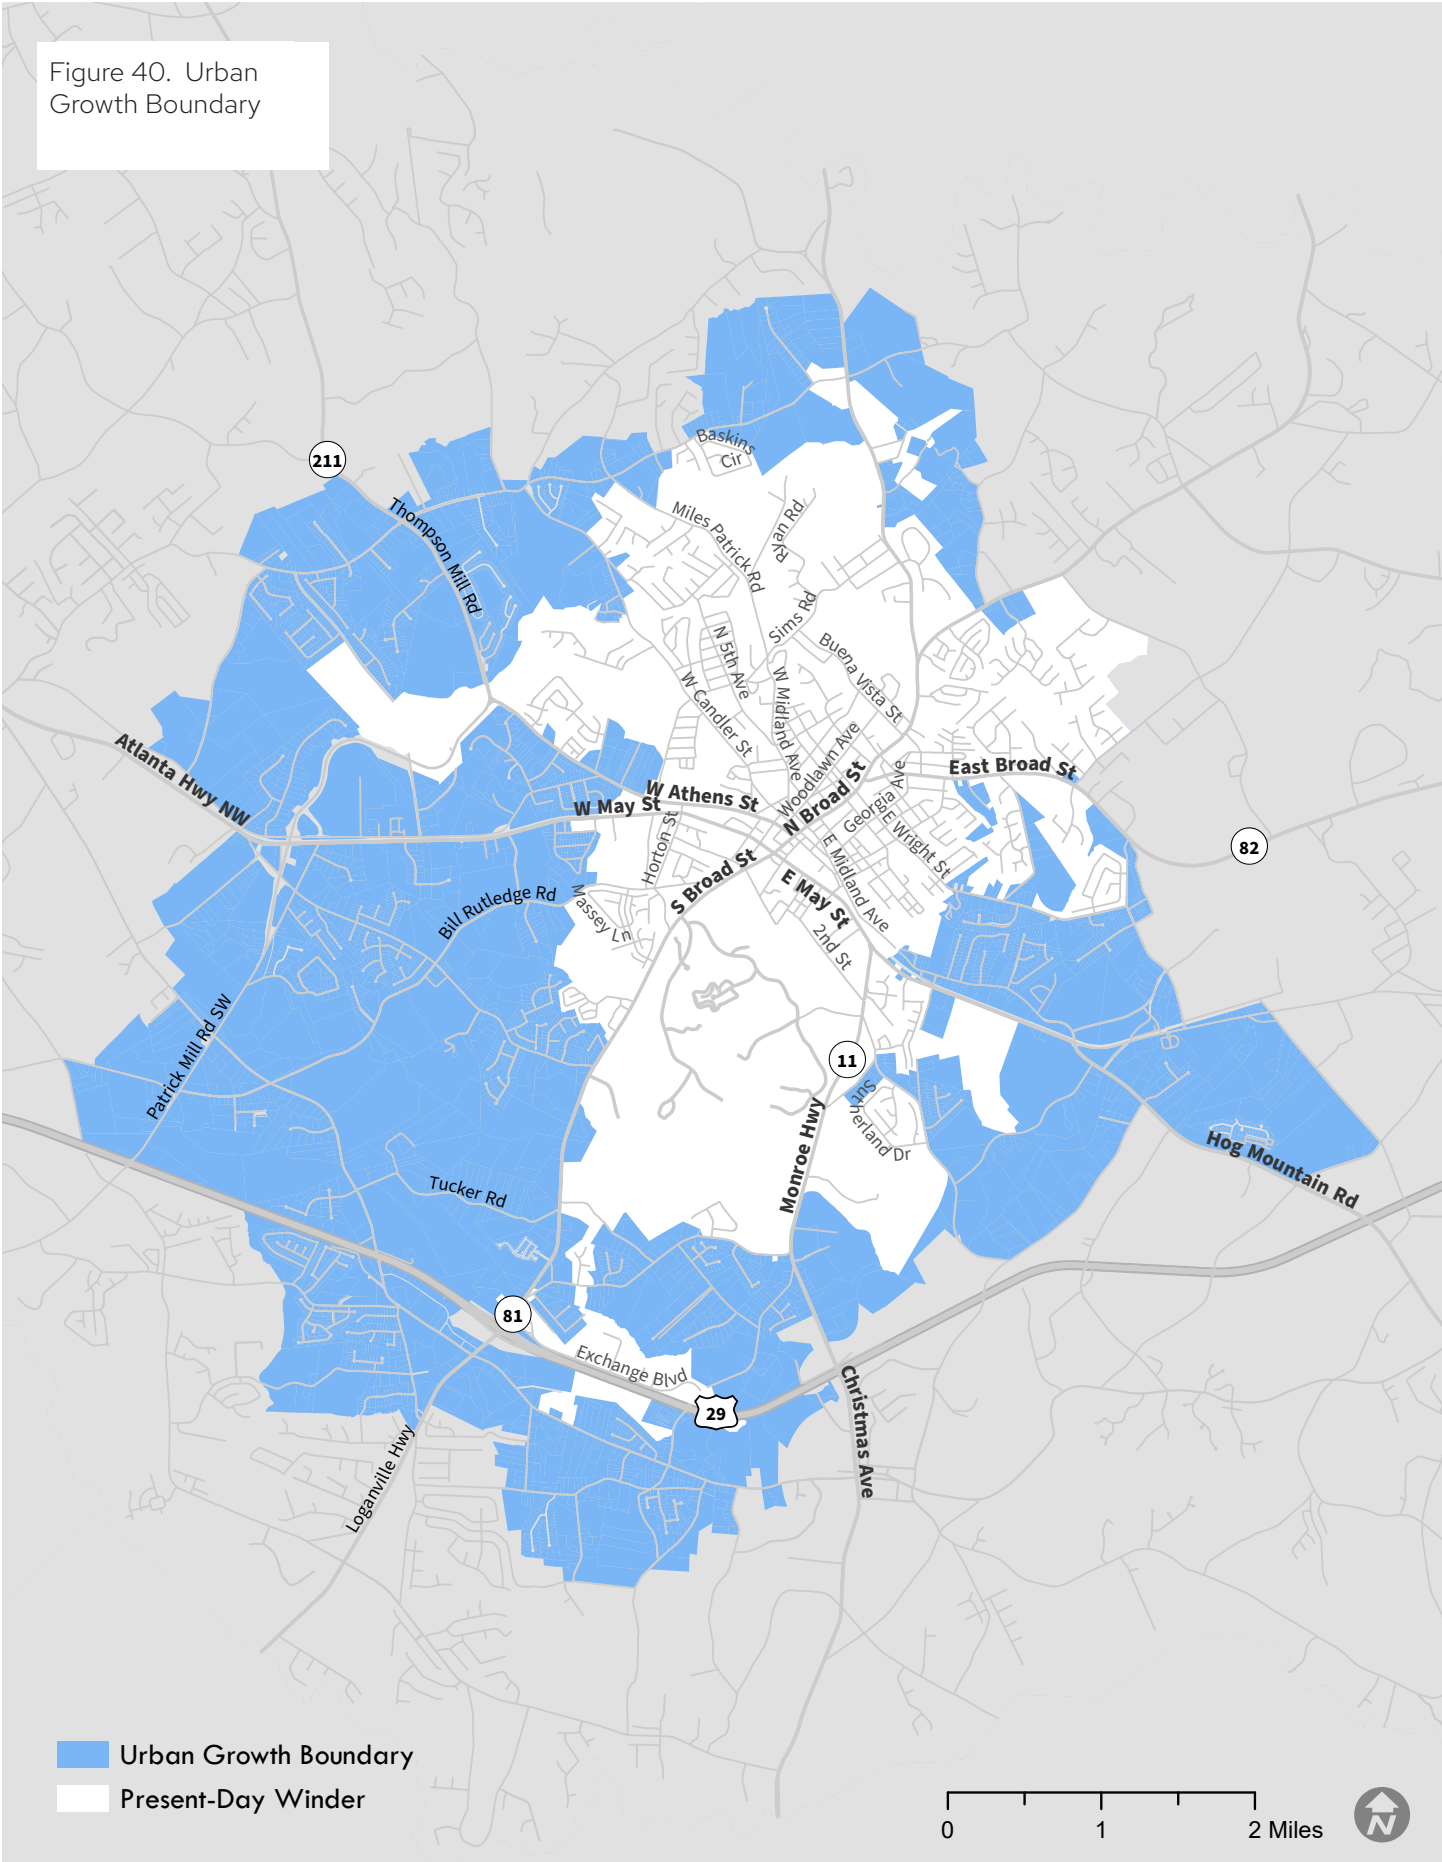 Figure 40. Urban
Growth Boundary
211
Thompson Mill Rd
Baskins
Cir
Miles Patrick Rd
Ryan Rd
Sims Rd
N 5th Ave
Buena Vista St
W Candler St
W Midland Ave
Woodlawn Ave
Atlanta Hwy NW
W Athens St
W May St
N Broad St
Georgia Ave
East Broad St
E Wright St
82
Horton St
S Broad St
E Midland Ave
E May St
2nd St
Bill Rutledge Rd
Massey Ln
Patrick Mill Rd SW
11
Sutherland Dr
Monroe Hwy
Hog Mountain Rd
Tucker Rd
81
Exchange Blvd
29
Christmas Ave
Loganville Hwy
Urban Growth Boundary
Present-Day Winder
0 1 2 Miles
N